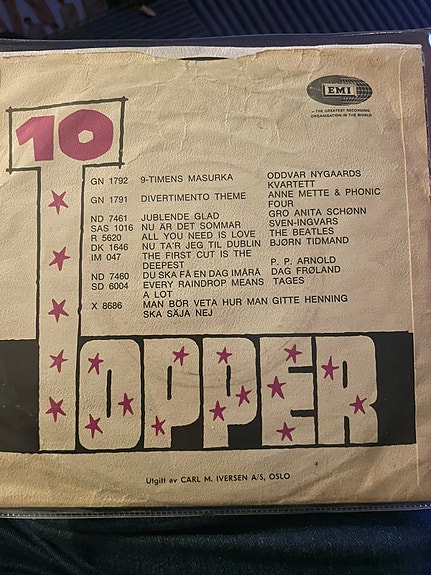 EMI
— THE GREATEST RECORDING
ORGANISATION IN THE WORLD
10
GN 1792 9-TIMENS MASURKA ODDVAR NYGAARDS
KVARTETT
GN 1791 DIVERTIMENTO THEME ANNE METTE & PHONIC
FOUR
ND 7461 JUBLENDE GLAD GRO ANITA SCHØNN
SAS 1016 NU ÄR DET SOMMAR SVEN-INGVARS
R 5620 ALL YOU NEED IS LOVE THE BEATLES
DK 1646 NU TA'R JEG TIL DUBLIN BJØRN TIDMAND
IM 047 THE FIRST CUT IS THE
DEEPEST P. P. ARNOLD
ND 7460 DU SKA FÅ EN DAG IMÅRÅ DAG FRØLAND
SD 6004 EVERY RAINDROP MEANS TAGES
A LOT
X 8686 MAN BÖR VETA HUR MAN GITTE HENNING
SKA SÄJA NEJ
TOPPER
Utgitt av CARL M. IVERSEN A/S, OSLO